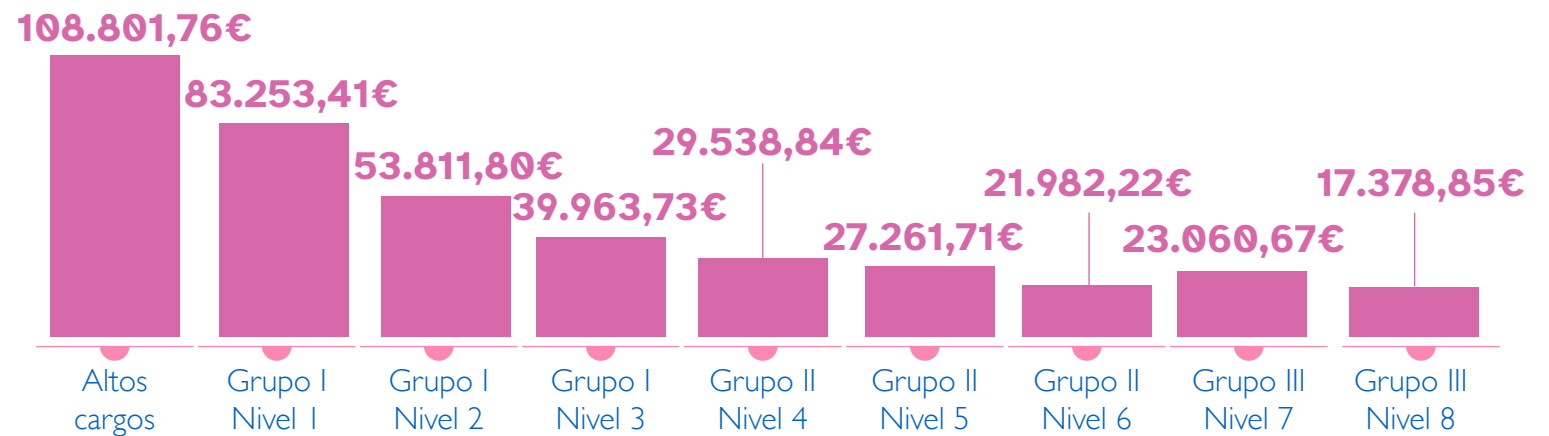 108.801,76€
83.253,41€
53.811,80€
39.963,73€
29.538,84€
27.261,71€
21.982,22€
23.060,67€
17.378,85€
Altos
cargos
Grupo I
Nivel 1
Grupo I
Nivel 2
Grupo I
Nivel 3
Grupo II
Nivel 4
Grupo II
Nivel 5
Grupo II
Nivel 6
Grupo III
Nivel 7
Grupo III
Nivel 8